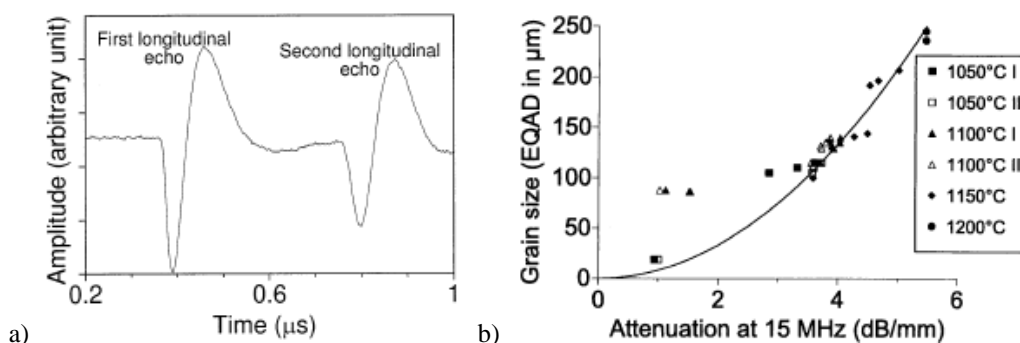 a)
Amplitude (arbitrary unit)
First longitudinal
echo
Second longitudinal
echo
0.2
0.6
1
Time (µs)
b)
Grain size (EQAD in µm)
250
200
150
100
50
0
0
2
4
6
Attenuation at 15 MHz (dB/mm)
1050°C I
1050°C II
1100°C I
1100°C II
1150°C
1200°C